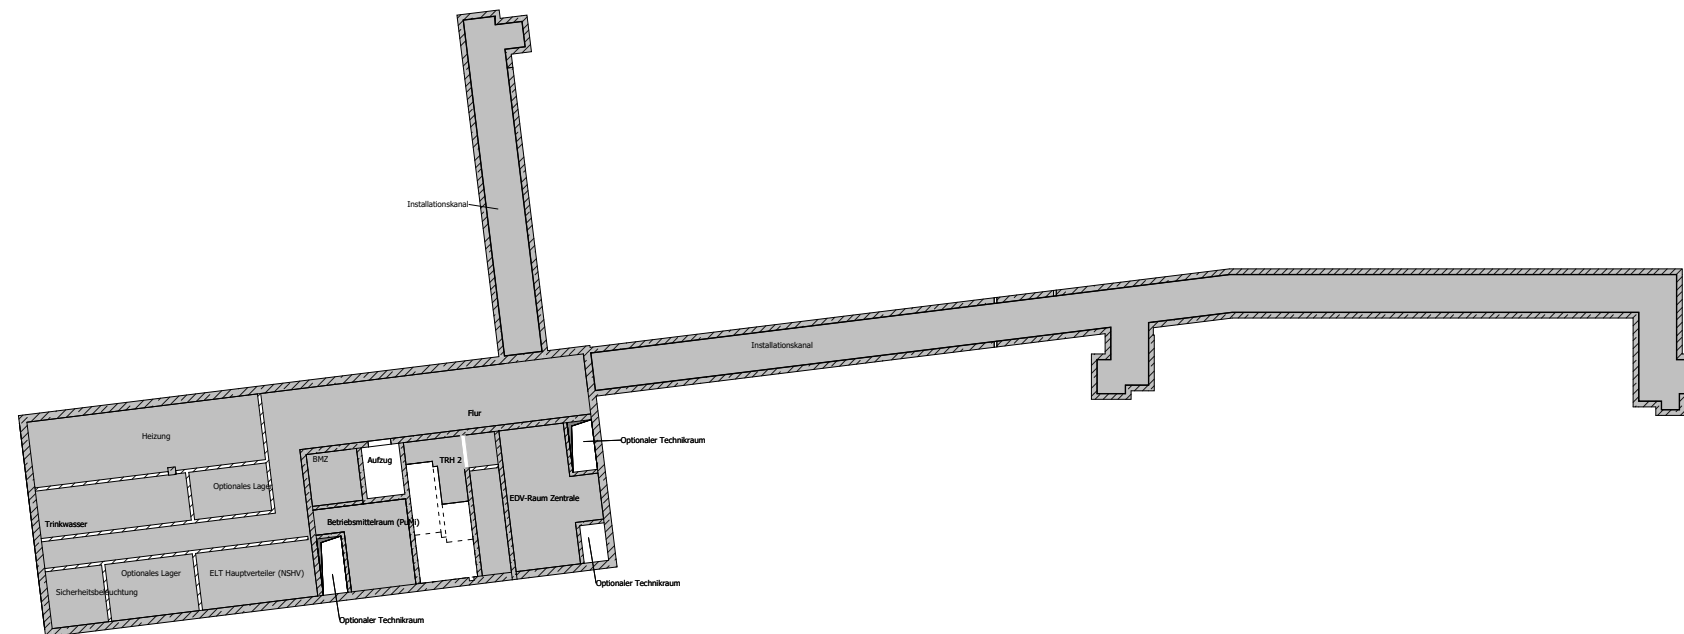 Installationskanal
Installationskanal
Flur
Heizung
Optionaler Technikraum
BMZ
Aufzug
TRH 2
Optionales Lager
EDV-Raum Zentrale
Trinkwasser
Betriebsmittelraum (PuMi)
Optionales Lager
ELT Hauptverteiler (NSHV)
Optionaler Technikraum
Sicherheitsbeleuchtung
Optionaler Technikraum